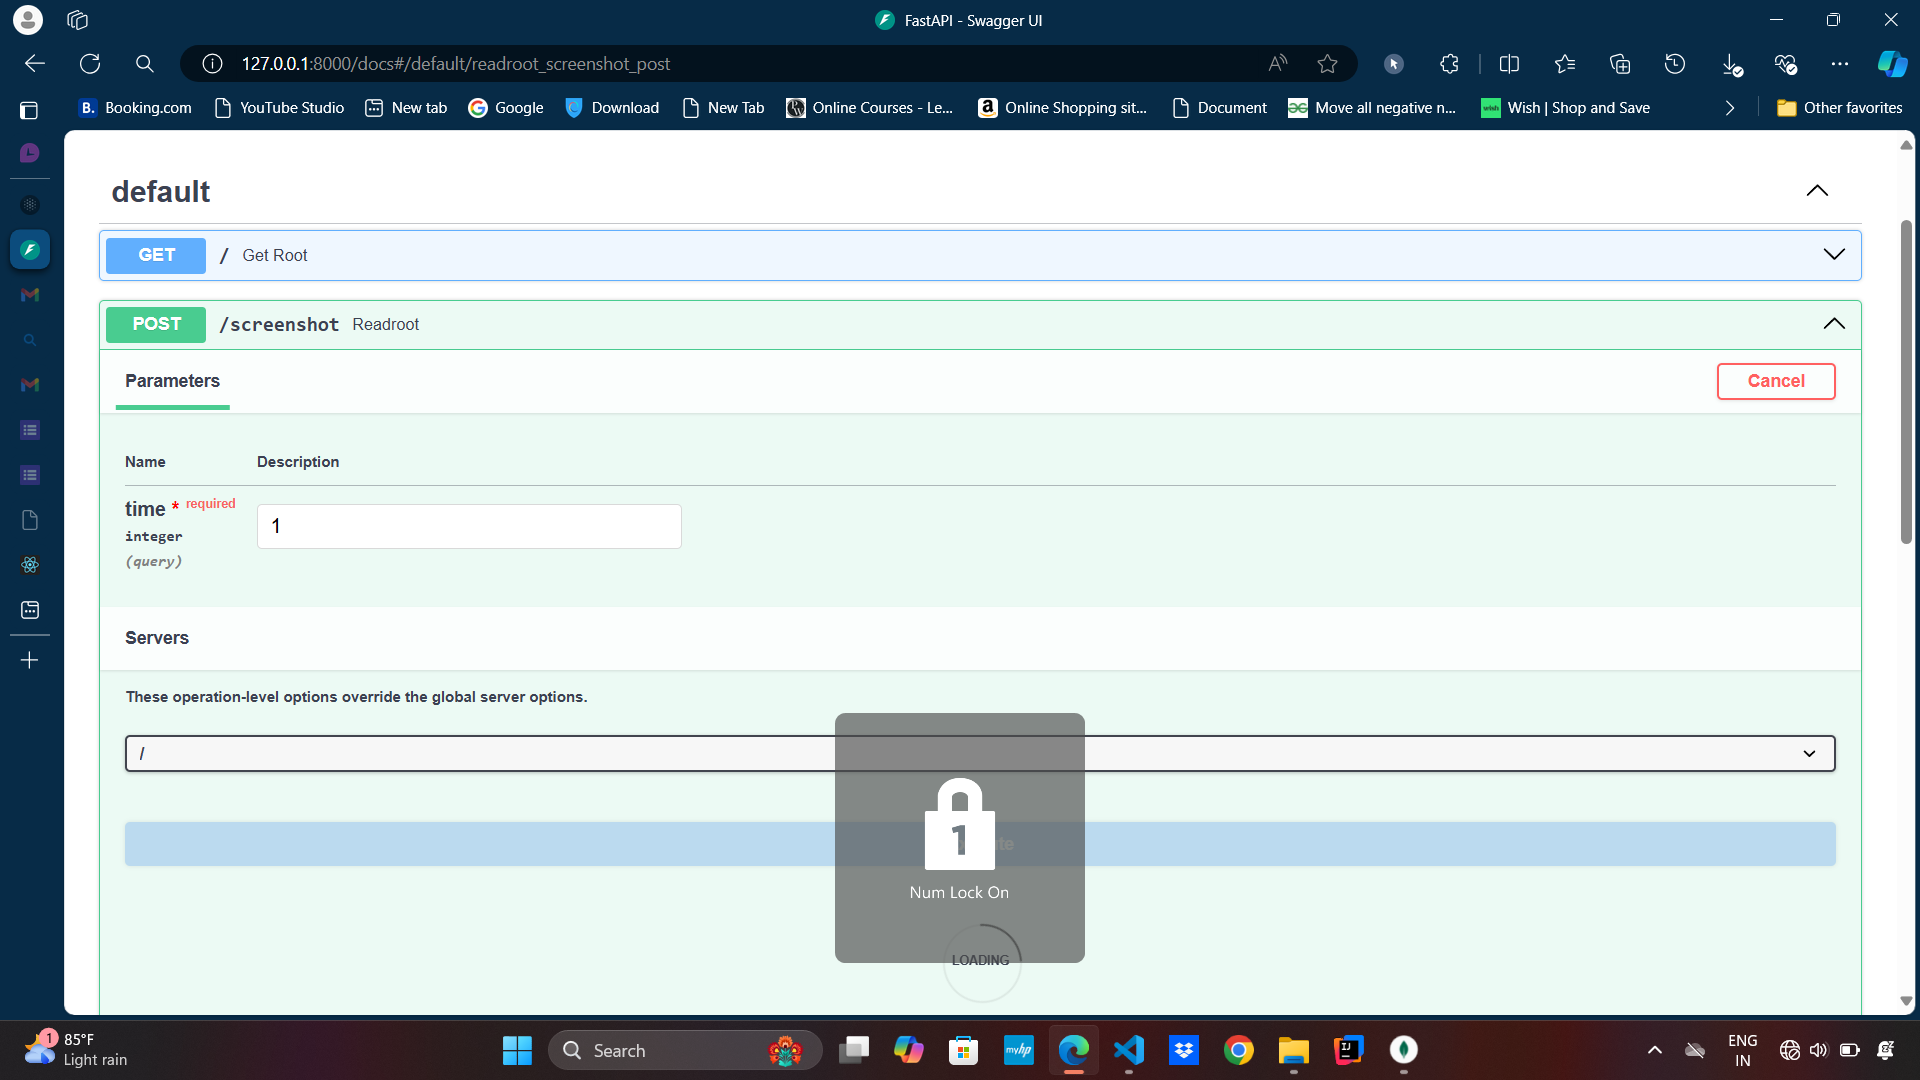 FastAPI - Swagger UI
127.0.0.1:8000/docs#/default/readroot_screenshot_post
Booking.com YouTube Studio New tab Google Download New Tab Online Courses - Le... Online Shopping sit... Document Move all negative n... Wish | Shop and Save Other favorites
default
GET / Get Root
POST /screenshot Readroot
Parameters Cancel
Name Description
time * required
integer
(query)
1
Servers
These operation-level options override the global server options.
/
1
Num Lock On
LOADING
1 85°F
Light rain
Search
ENG
IN